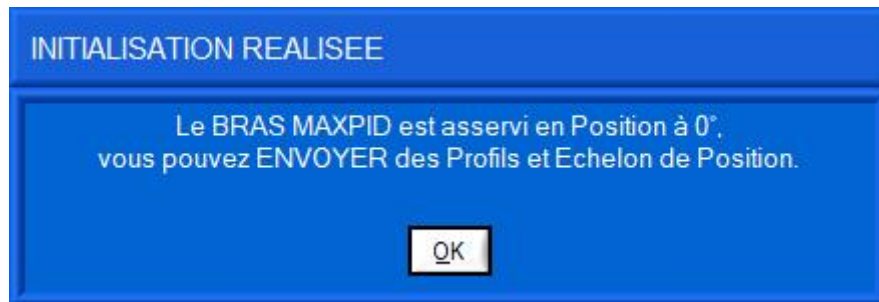 INITIALISATION REALISEE
Le BRAS MAXPID est asservi en Position à 0°,
vous pouvez ENVOYER des Profils et Echelon de Position.
OK